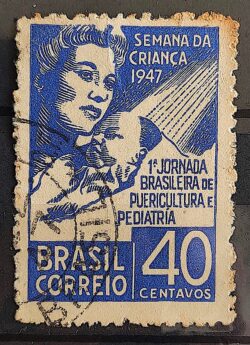 SEMANA DA
CRIANÇA
1947
1ª JORNADA
BRASILEIRA DE
PUERICULTURA E
PEDIATRIA
BRASIL
CORREIO
40
CENTAVOS